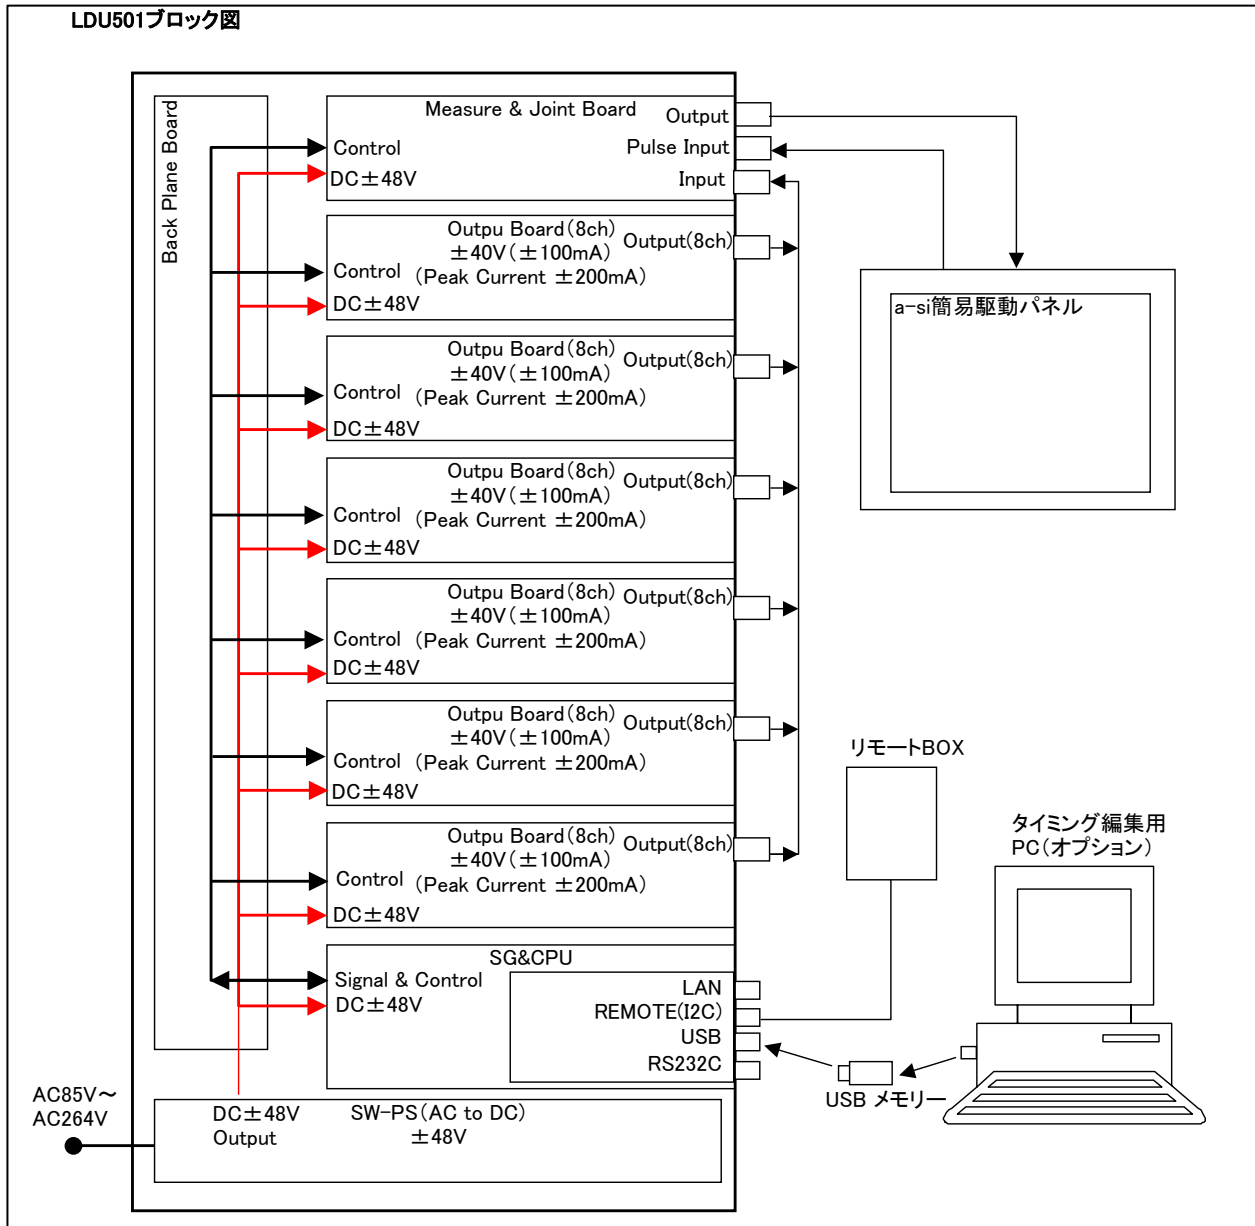 LDU501ブロック図
Back Plane Board
Measure & Joint Board
Output
Pulse Input
Input
Control
DC±48V
Outpu Board(8ch)
±40V(±100mA)
(Peak Current ±200mA)
Output(8ch)
Control
DC±48V
Outpu Board(8ch)
±40V(±100mA)
(Peak Current ±200mA)
Output(8ch)
Control
DC±48V
Outpu Board(8ch)
±40V(±100mA)
(Peak Current ±200mA)
Output(8ch)
Control
DC±48V
Outpu Board(8ch)
±40V(±100mA)
(Peak Current ±200mA)
Output(8ch)
Control
DC±48V
Outpu Board(8ch)
±40V(±100mA)
(Peak Current ±200mA)
Output(8ch)
Control
DC±48V
Outpu Board(8ch)
±40V(±100mA)
(Peak Current ±200mA)
Output(8ch)
Control
DC±48V
SG&CPU
Signal & Control
DC±48V
LAN
REMOTE(I2C)
USB
RS232C
AC85V～
AC264V
DC±48V
Output
SW-PS(AC to DC)
±48V
a-si簡易駆動パネル
リモートBOX
タイミング編集用
PC(オプション)
USB メモリー